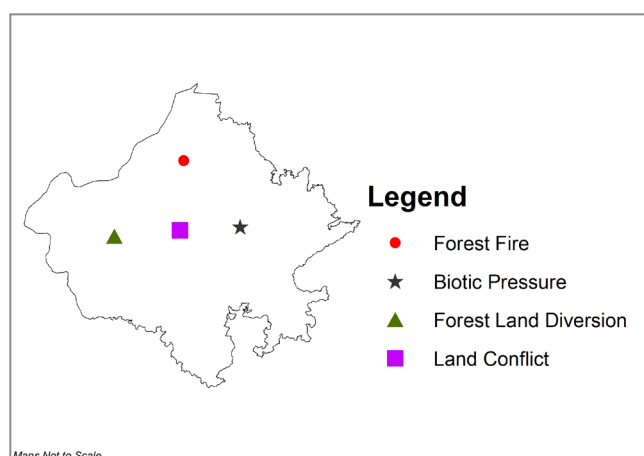 Legend
Forest Fire
Biotic Pressure
Forest Land Diversion
Land Conflict
Maps Not to Scale